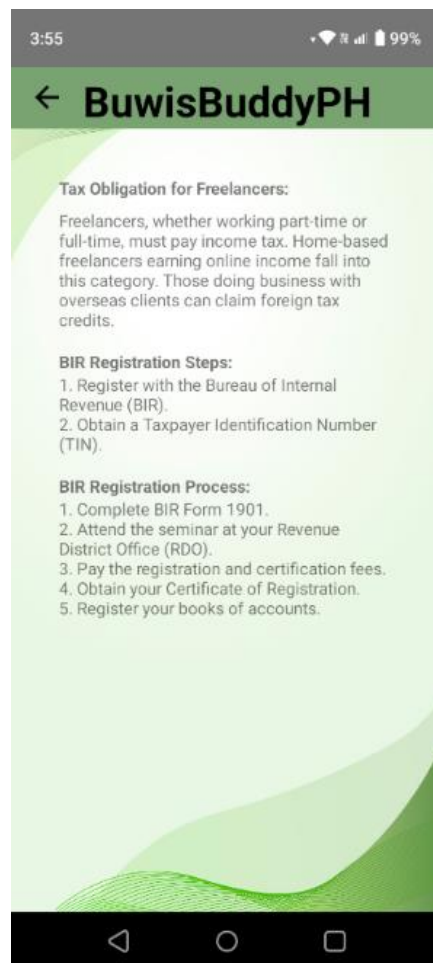 3:55
99%
BuwisBuddyPH
Tax Obligation for Freelancers:
Freelancers, whether working part-time or
full-time, must pay income tax. Home-based
freelancers earning online income fall into
this category. Those doing business with
overseas clients can claim foreign tax
credits.
BIR Registration Steps:
1. Register with the Bureau of Internal
Revenue (BIR).
2. Obtain a Taxpayer Identification Number
(TIN).
BIR Registration Process:
1. Complete BIR Form 1901.
2. Attend the seminar at your Revenue
District Office (RDO).
3. Pay the registration and certification fees.
4. Obtain your Certificate of Registration.
5. Register your books of accounts.